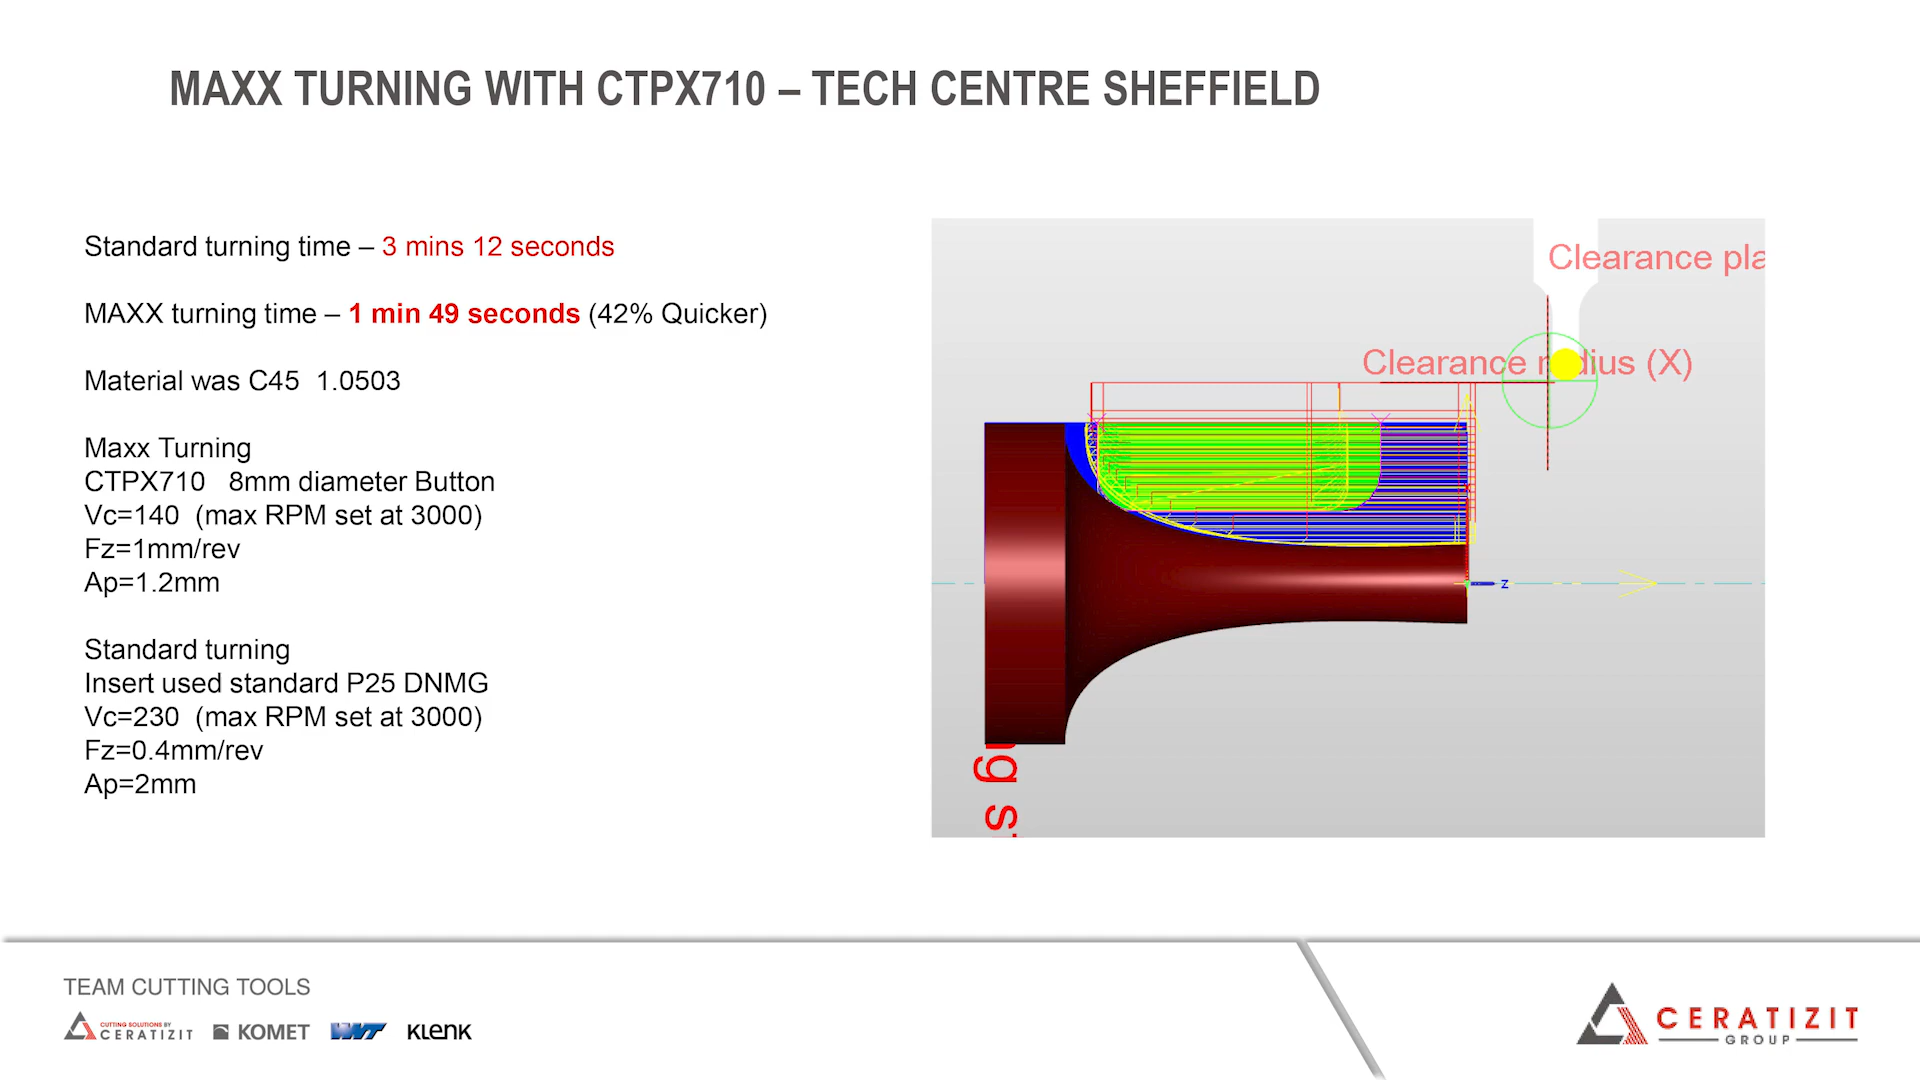 MAXX TURNING WITH CTPX710 – TECH CENTRE SHEFFIELD
Standard turning time – 3 mins 12 seconds
MAXX turning time – 1 min 49 seconds (42% Quicker)
Material was C45  1.0503
Maxx Turning
CTPX710   8mm diameter Button
Vc=140  (max RPM set at 3000)
Fz=1mm/rev
Ap=1.2mm
Standard turning
Insert used standard P25 DNMG
Vc=230  (max RPM set at 3000)
Fz=0.4mm/rev
Ap=2mm
Clearance pla
Clearance radius (X)
z
ng s
TEAM CUTTING TOOLS
CUTTING SOLUTIONS BY
CERATIZIT
KOMET
WNT
KLENK
CERATIZIT
GROUP